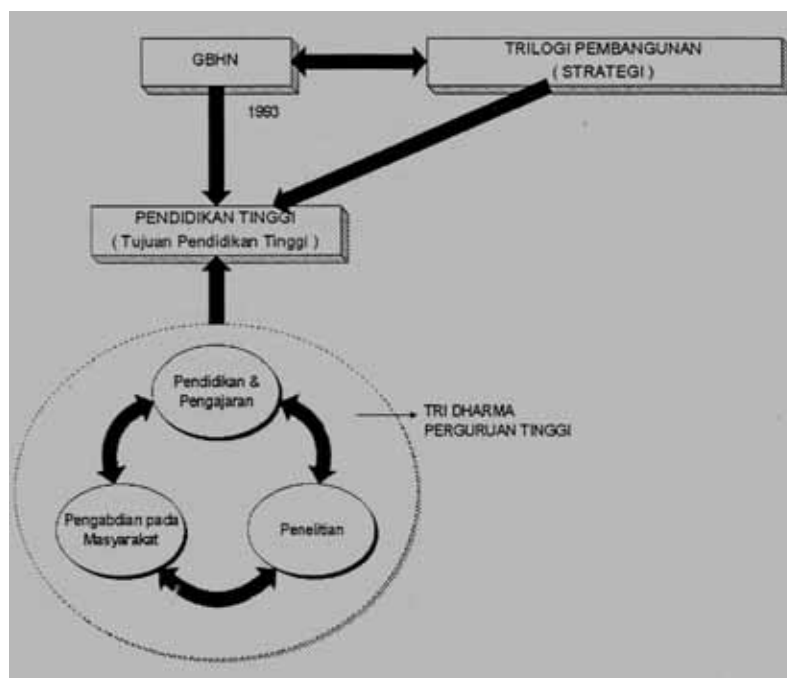 GBHN
TRILOGI PEMBANGUNAN
( STRATEGI )
1993
PENDIDIKAN TINGGI
( Tujuan Pendidikan Tinggi )
Pendidikan &
Pengajaran
TRI DHARMA
PERGURUAN TINGGI
Pengabdian pada
Masyarakat
Penelitian